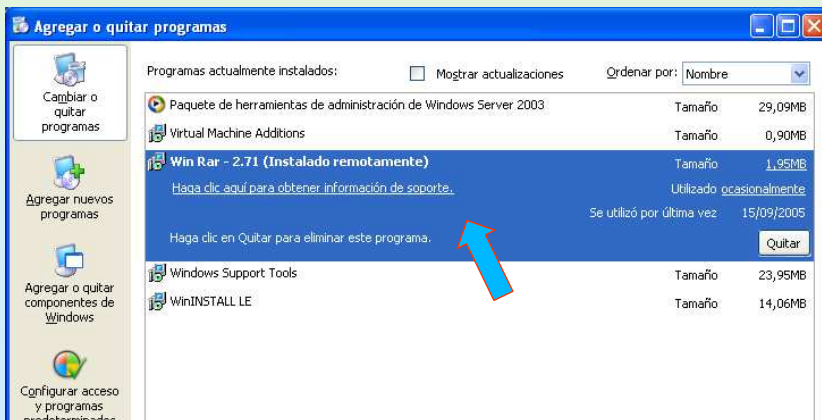 Agregar o quitar programas
Cambiar o
quitar
programas
Agregar nuevos
programas
Agregar o quitar
componentes de
Windows
Configurar acceso
y programas
predeterminados
Programas actualmente instalados:
Mostrar actualizaciones
Ordenar por: Nombre
Paquete de herramientas de administración de Windows Server 2003 Tamaño 29,09MB
Virtual Machine Additions Tamaño 0,90MB
Win Rar - 2.71 (Instalado remotamente) Tamaño 1,95MB
Haga clic aquí para obtener información de soporte. Utilizado ocasionalmente
Se utilizó por última vez 15/09/2005
Haga clic en Quitar para eliminar este programa. Quitar
Windows Support Tools Tamaño 23,95MB
WinINSTALL LE Tamaño 14,06MB